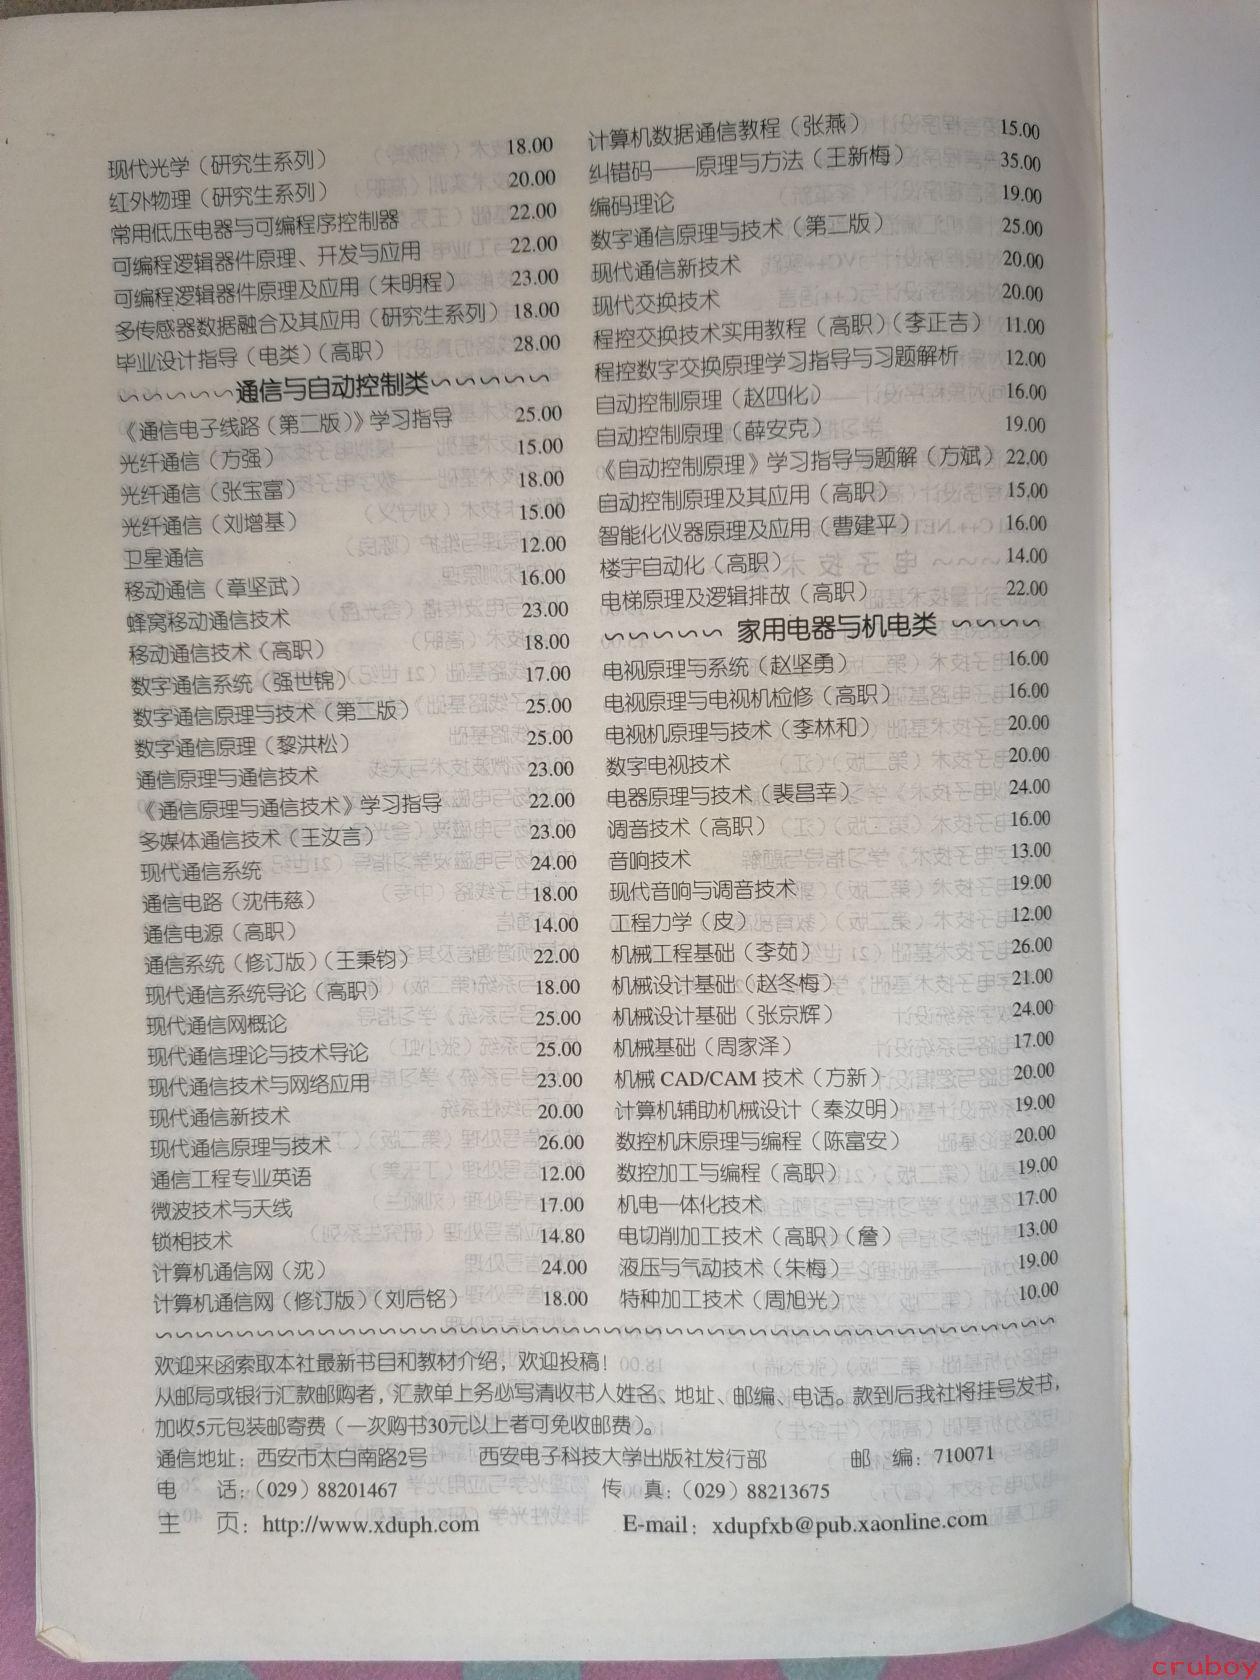 现代光学（研究生系列） 18.00
红外物理（研究生系列） 20.00
常用低压电器与可编程序控制器 22.00
可编程逻辑器件原理、开发与应用 22.00
可编程逻辑器件原理及应用（朱明程） 23.00
多传感器数据融合及其应用（研究生系列） 18.00
毕业设计指导（电类）（高职） 28.00
～～～～～～通信与自动控制类～～～～～～
《通信电子线路（第二版）》学习指导 25.00
光纤通信（方强） 15.00
光纤通信（张宝富） 18.00
光纤通信（刘增基） 15.00
卫星通信 12.00
移动通信（章坚武） 16.00
蜂窝移动通信技术 23.00
移动通信技术（高职） 18.00
数字通信系统（强世锦） 17.00
数字通信原理与技术（第二版） 25.00
数字通信原理（黎洪松） 25.00
通信原理与通信技术 23.00
《通信原理与通信技术》学习指导 22.00
多媒体通信技术（王汝言） 23.00
现代通信系统 24.00
通信电路（沈伟慈） 18.00
通信电源（高职） 14.00
通信系统（修订版）（王秉钧） 22.00
现代通信系统导论（高职） 18.00
现代通信网概论 25.00
现代通信理论与技术导论 25.00
现代通信技术与网络应用 23.00
现代通信新技术 20.00
现代通信原理与技术 26.00
通信工程专业英语 12.00
微波技术与天线 17.00
锁相技术 14.80
计算机通信网（沈） 24.00
计算机通信网（修订版）（刘后铭） 18.00
计算机数据通信教程（张燕） 15.00
纠错码——原理与方法（王新梅） 35.00
编码理论 19.00
数字通信原理与技术（第二版） 25.00
现代通信新技术 20.00
现代交换技术 20.00
程控交换技术实用教程（高职）（李正吉） 11.00
程控数字交换原理学习指导与习题解析 12.00
自动控制原理（赵四化） 16.00
自动控制原理（薛安克） 19.00
《自动控制原理》学习指导与题解（方斌） 22.00
自动控制原理及其应用（高职） 15.00
智能化仪器原理及应用（曹建平） 16.00
楼宇自动化（高职） 14.00
电梯原理及逻辑排故（高职） 22.00
～～～～～～ 家用电器与机电类 ～～～～
电视原理与系统（赵坚勇） 16.00
电视原理与电视机检修（高职） 16.00
电视机原理与技术（李林和） 20.00
数字电视技术 20.00
电器原理与技术（裴昌幸） 24.00
调音技术（高职） 16.00
音响技术 13.00
现代音响与调音技术 19.00
工程力学（皮） 12.00
机械工程基础（李茹） 26.00
机械设计基础（赵冬梅） 21.00
机械设计基础（张京辉） 24.00
机械基础（周家泽） 17.00
机械 CAD/CAM 技术（方新） 20.00
计算机辅助机械设计（秦汝明） 19.00
数控机床原理与编程（陈富安） 20.00
数控加工与编程（高职） 19.00
机电一体化技术 17.00
电切削加工技术（高职）（詹） 13.00
液压与气动技术（朱梅） 19.00
特种加工技术（周旭光） 10.00
欢迎来函索取本社最新书目和教材介绍，欢迎投稿！
从邮局或银行汇款邮购者，汇款单上务必写清收书人姓名、地址、邮编、电话。款到后我社将挂号发书，
加收5元包装邮寄费（一次购书30元以上者可免收邮费）。
通信地址：西安市太白南路2号 西安电子科技大学出版社发行部 邮 编：710071
电 话：（029）88201467 传 真：（029）88213675
主 页：http://www.xduph.com E-mail：xdupfxb@pub.xaonline.com
cruboy